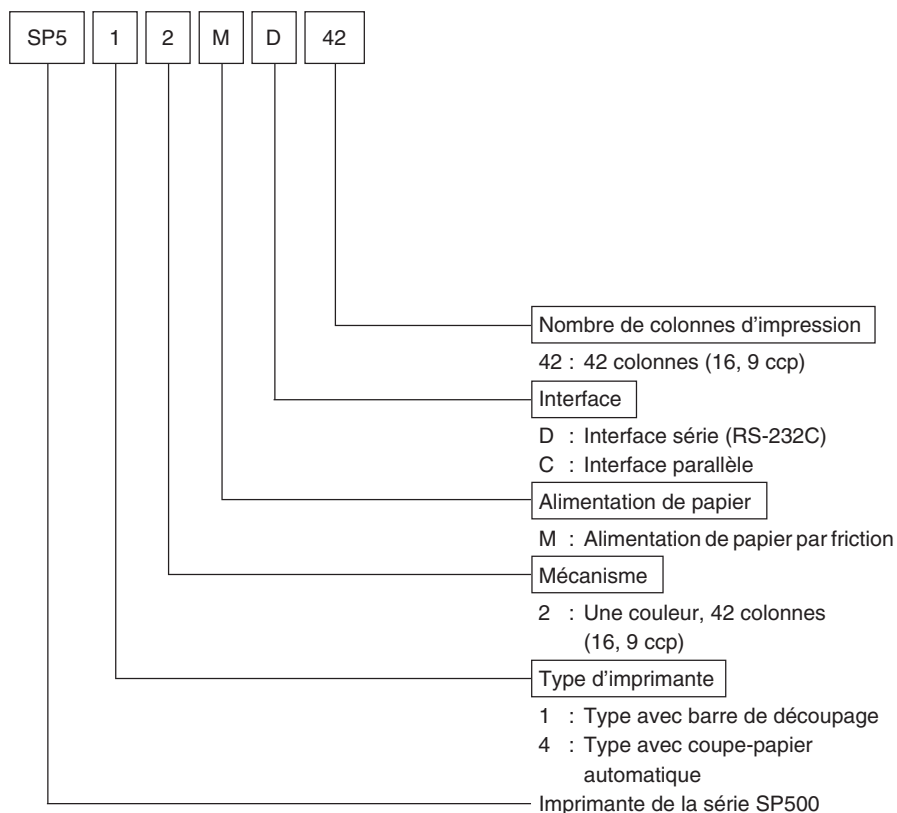 SP5 1 2 M D 42
Nombre de colonnes d'impression
42 : 42 colonnes (16, 9 ccp)
Interface
D : Interface série (RS-232C)
C : Interface parallèle
Alimentation de papier
M : Alimentation de papier par friction
Mécanisme
2 : Une couleur, 42 colonnes
(16, 9 ccp)
Type d'imprimante
1 : Type avec barre de découpage
4 : Type avec coupe-papier
automatique
Imprimante de la série SP500